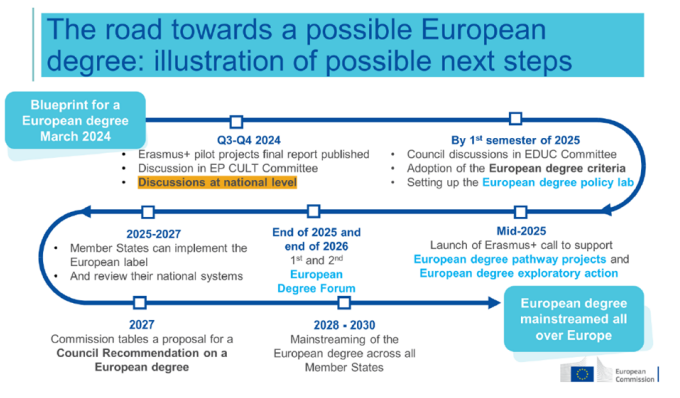 The road towards a possible European
degree: illustration of possible next steps
Blueprint for a
European degree
March 2024
Q3-Q4 2024
• Erasmus+ pilot projects final report published
• Discussion in EP CULT Committee
• Discussions at national level
By 1st semester of 2025
• Council discussions in EDUC Committee
• Adoption of the European degree criteria
• Setting up the European degree policy lab
2025-2027
• Member States can implement the
European label
• And review their national systems
End of 2025 and
end of 2026
1st and 2nd
European
Degree Forum
Mid-2025
Launch of Erasmus+ call to support
European degree pathway projects and
European degree exploratory action
2027
Commission tables a proposal for a
Council Recommendation on a
European degree
2028 - 2030
Mainstreaming of the
European degree across all
Member States
European degree
mainstreamed all
over Europe
European
Commission